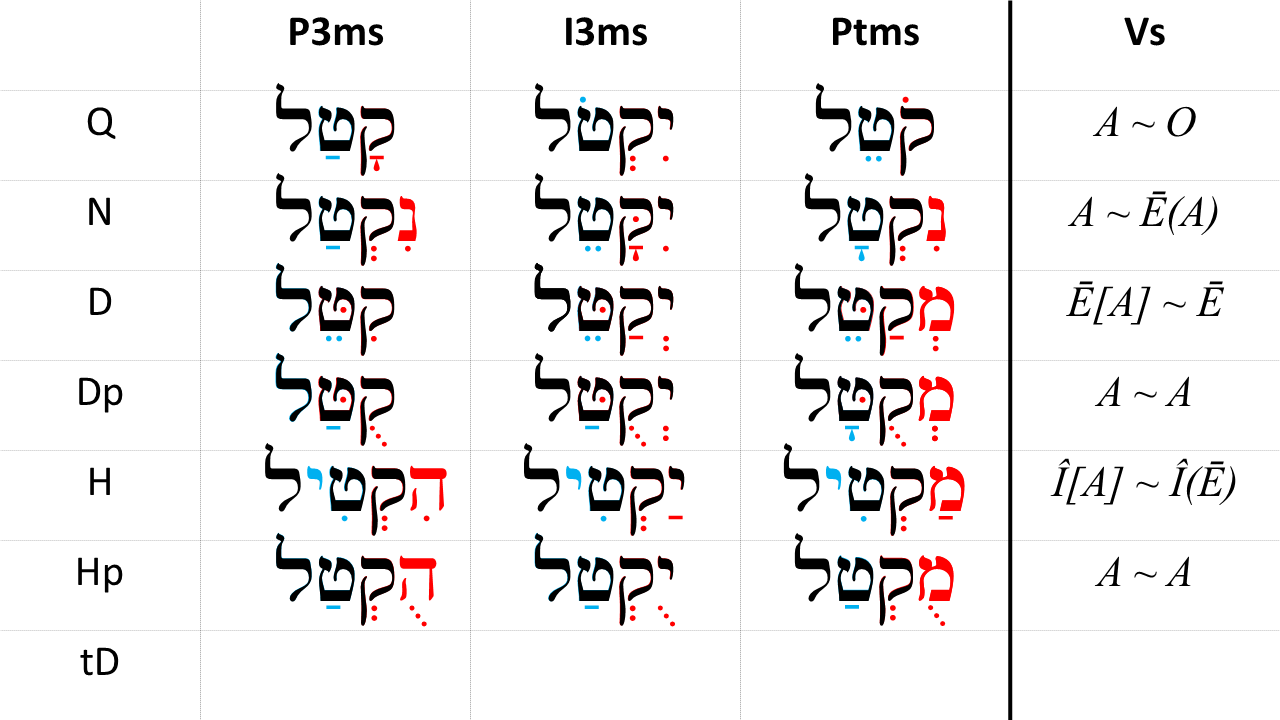 P3ms I3ms Ptms Vs
Q קָטַל יִקְטֹל קֹטֵל A ~ O
N נִקְטַל יִקָּטֵל נִקְטָל A ~ Ē(A)
D קִטֵּל יְקַטֵּל מְקַטֵּל Ē[A] ~ Ē
Dp קֻטַּל יְקֻטַּל מְקֻטָּל A ~ A
H הִקְטִיל יַקְטִיל מַקְטִיל Î[A] ~ Î(Ē)
Hp הֻקְטַל יֻקְטַל מֻקְטַל A ~ A
tD